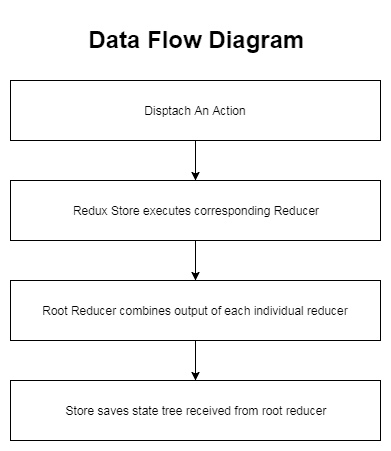 Data Flow Diagram
Disptach An Action
Redux Store executes corresponding Reducer
Root Reducer combines output of each individual reducer
Store saves state tree received from root reducer